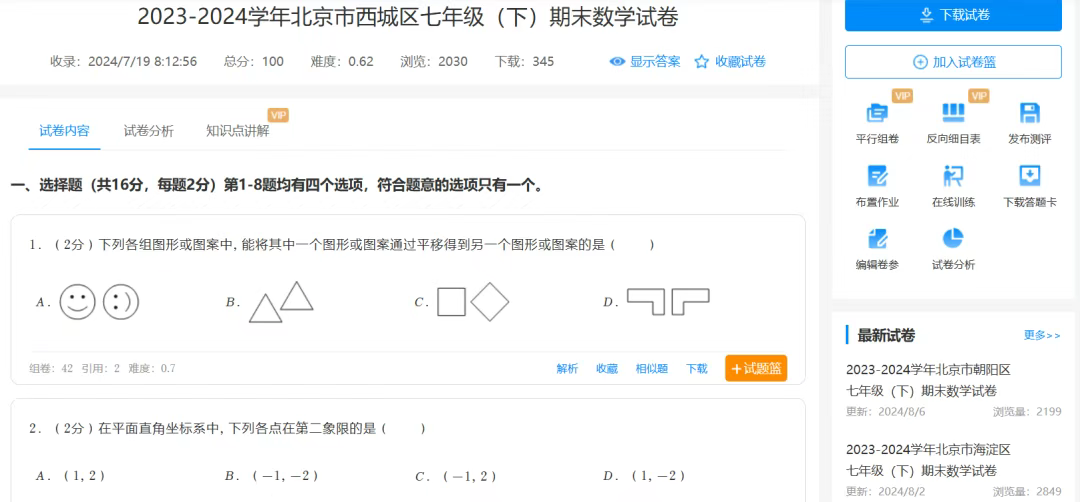 2023-2024学年北京市西城区七年级（下）期末数学试卷
收录：2024/7/19 8:12:56 总分：100 难度：0.62 浏览：2030 下载：345 显示答案 收藏试卷
试卷内容 试卷分析 知识点讲解 VIP
一、选择题（共16分，每题2分）第1-8题均有四个选项，符合题意的选项只有一个。
1.（2分）下列各组图形或图案中，能将其中一个图形或图案通过平移得到另一个图形或图案的是（ ）
A. B. C. D.
组卷：42 引用：2 难度：0.7 解析 收藏 相似题 下载 +试题篮
2.（2分）在平面直角坐标系中，下列各点在第二象限的是（ ）
A.（1, 2） B.（−1, −2） C.（−1, 2） D.（1, −2）
下载试卷
加入试卷篮
VIP VIP
平行组卷 反向细目表 发布测评
布置作业 在线训练 下载答题卡
编辑卷参 试卷分析
最新试卷 更多>>
2023-2024学年北京市朝阳区
七年级（下）期末数学试卷
更新：2024/8/6 浏览量：2199
2023-2024学年北京市海淀区
七年级（下）期末数学试卷
更新：2024/8/2 浏览量：2849